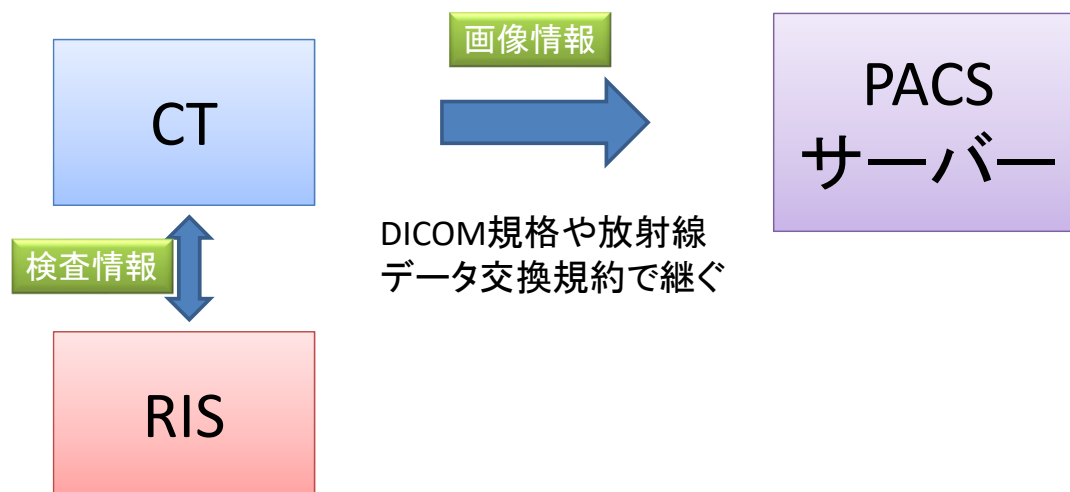 画像情報
CT
PACS
サーバー
検査情報
DICOM規格や放射線
データ交換規約で継ぐ
RIS